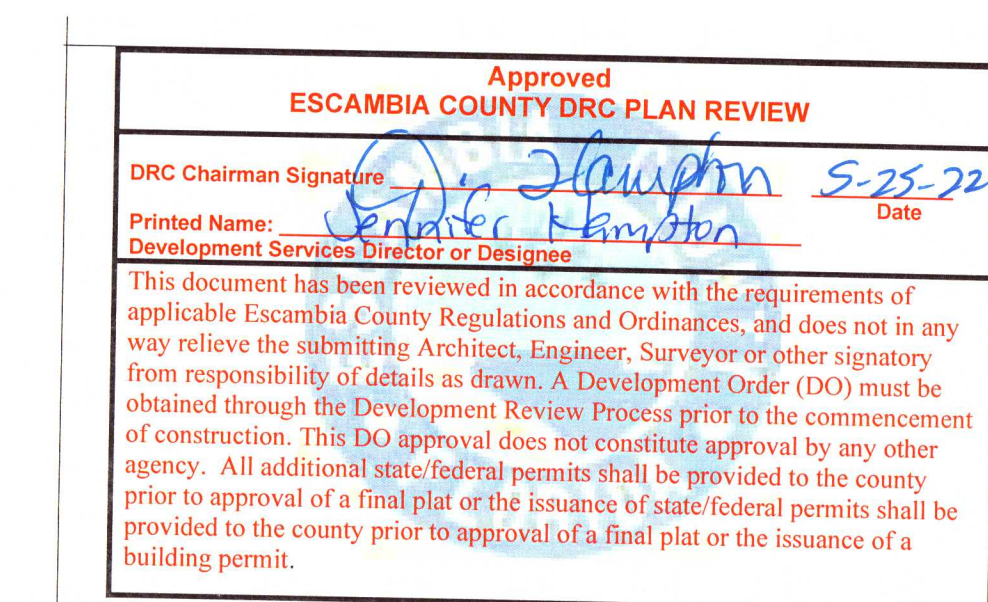 Approved
ESCAMBIA COUNTY DRC PLAN REVIEW
DRC Chairman Signature Hampton 5-25-22
Date
Printed Name: Jennifer Hampton
Development Services Director or Designee
This document has been reviewed in accordance with the requirements of
applicable Escambia County Regulations and Ordinances, and does not in any
way relieve the submitting Architect, Engineer, Surveyor or other signatory
from responsibility of details as drawn. A Development Order (DO) must be
obtained through the Development Review Process prior to the commencement
of construction. This DO approval does not constitute approval by any other
agency. All additional state/federal permits shall be provided to the county
prior to approval of a final plat or the issuance of state/federal permits shall be
provided to the county prior to approval of a final plat or the issuance of a
building permit.